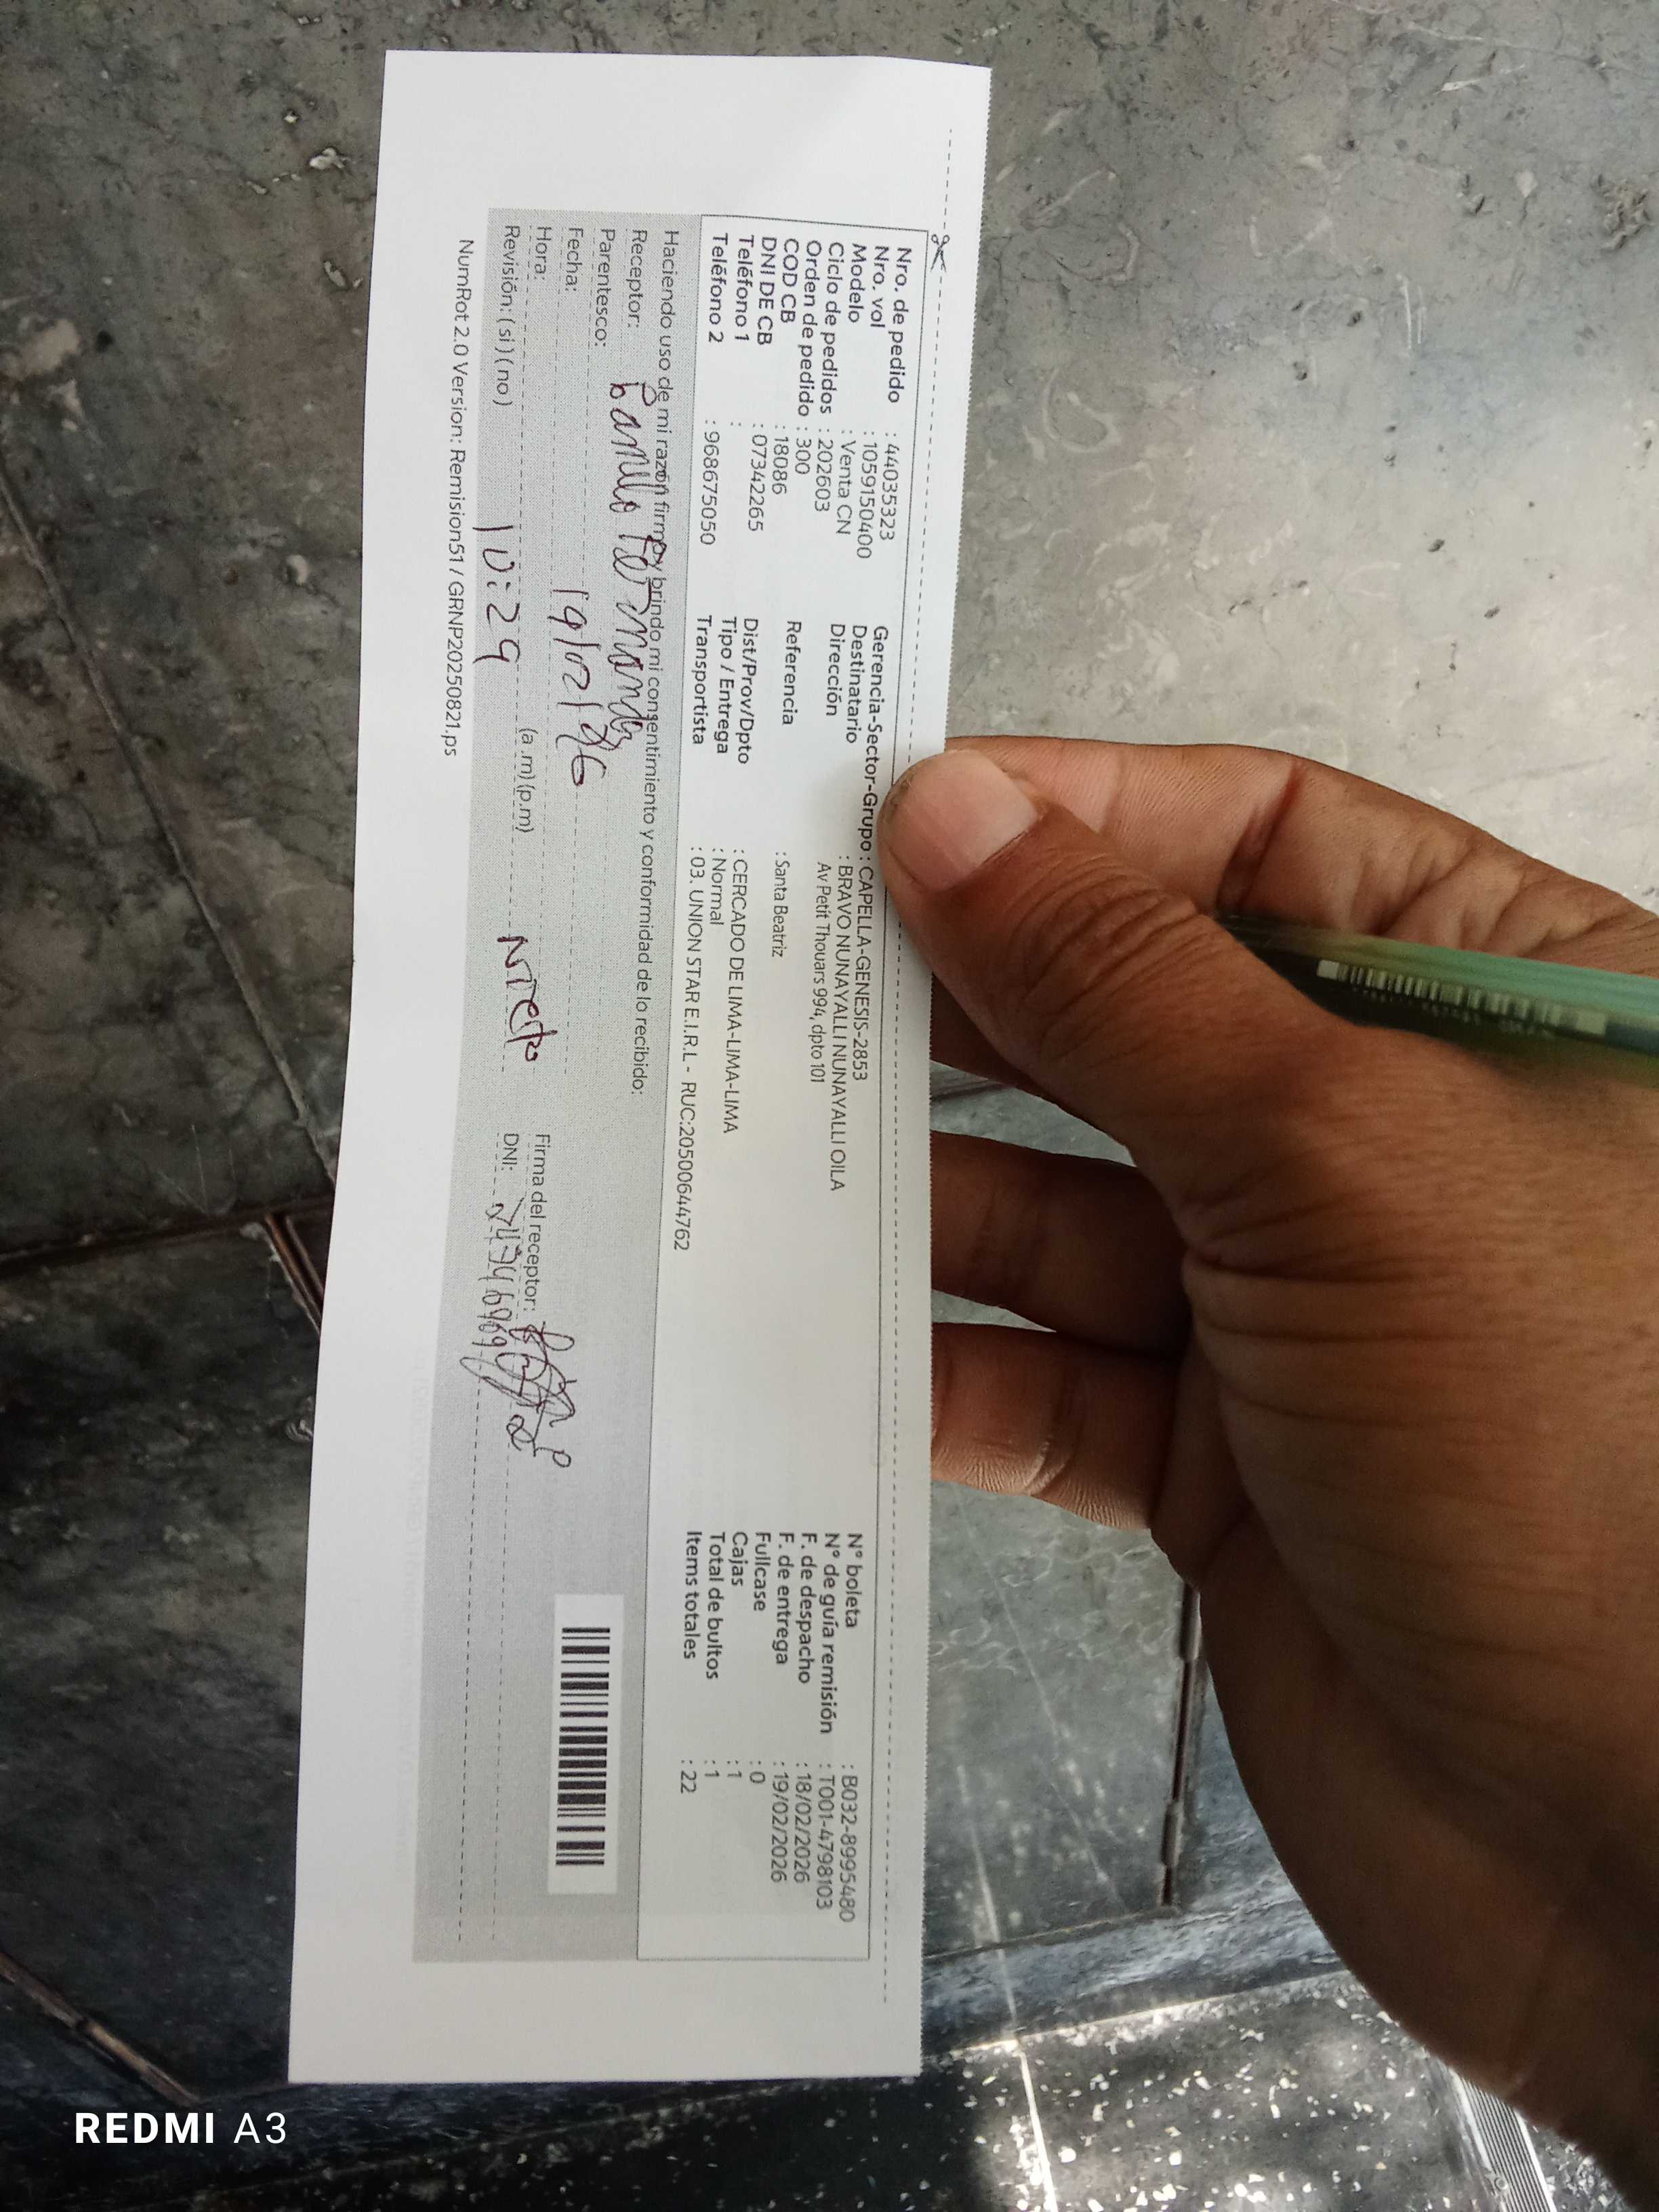 Nro. de pedido : 44035323
Nro. vol : 1059150400
Modelo : Venta CN
Ciclo de pedidos : 202603
Orden de pedido : 300
COD CB : 18086
DNI DE CB : 07342265
Teléfono 1 :
Teléfono 2 : 968675050
Gerencia-Sector-Grupo : CAPELLA-GENESIS-2853
Destinatario : BRAVO NUNAYALLI NUNAYALLI OILA
Dirección Av Petit Thouars 994, dpto 101
Referencia : Santa Beatriz
Dist/Prov/Dpto : CERCADO DE LIMA-LIMA-LIMA
Tipo / Entrega : Normal
Transportista : 03. UNION STAR E.I.R.L - RUC:20500644762
N° boleta : B032-8995480
N° de guía remisión : T001-4798103
F. de despacho : 18/02/2026
F. de entrega : 19/02/2026
Fullcase : 0
Cajas : 1
Total de bultos : 1
Items totales : 22
Haciendo uso de mi razón firmo y brindo mi consentimiento y conformidad de lo recibido:
Receptor:
Parentesco:
Fecha: 19/02/26
Hora: 10:29 (a .m)(p.m)
Nieto
Firma del receptor:
Revisión: ( si ) ( no )
DNI:
NumRot 2.0 Version: Remision51 / GRNP20250821.ps
REDMI A3